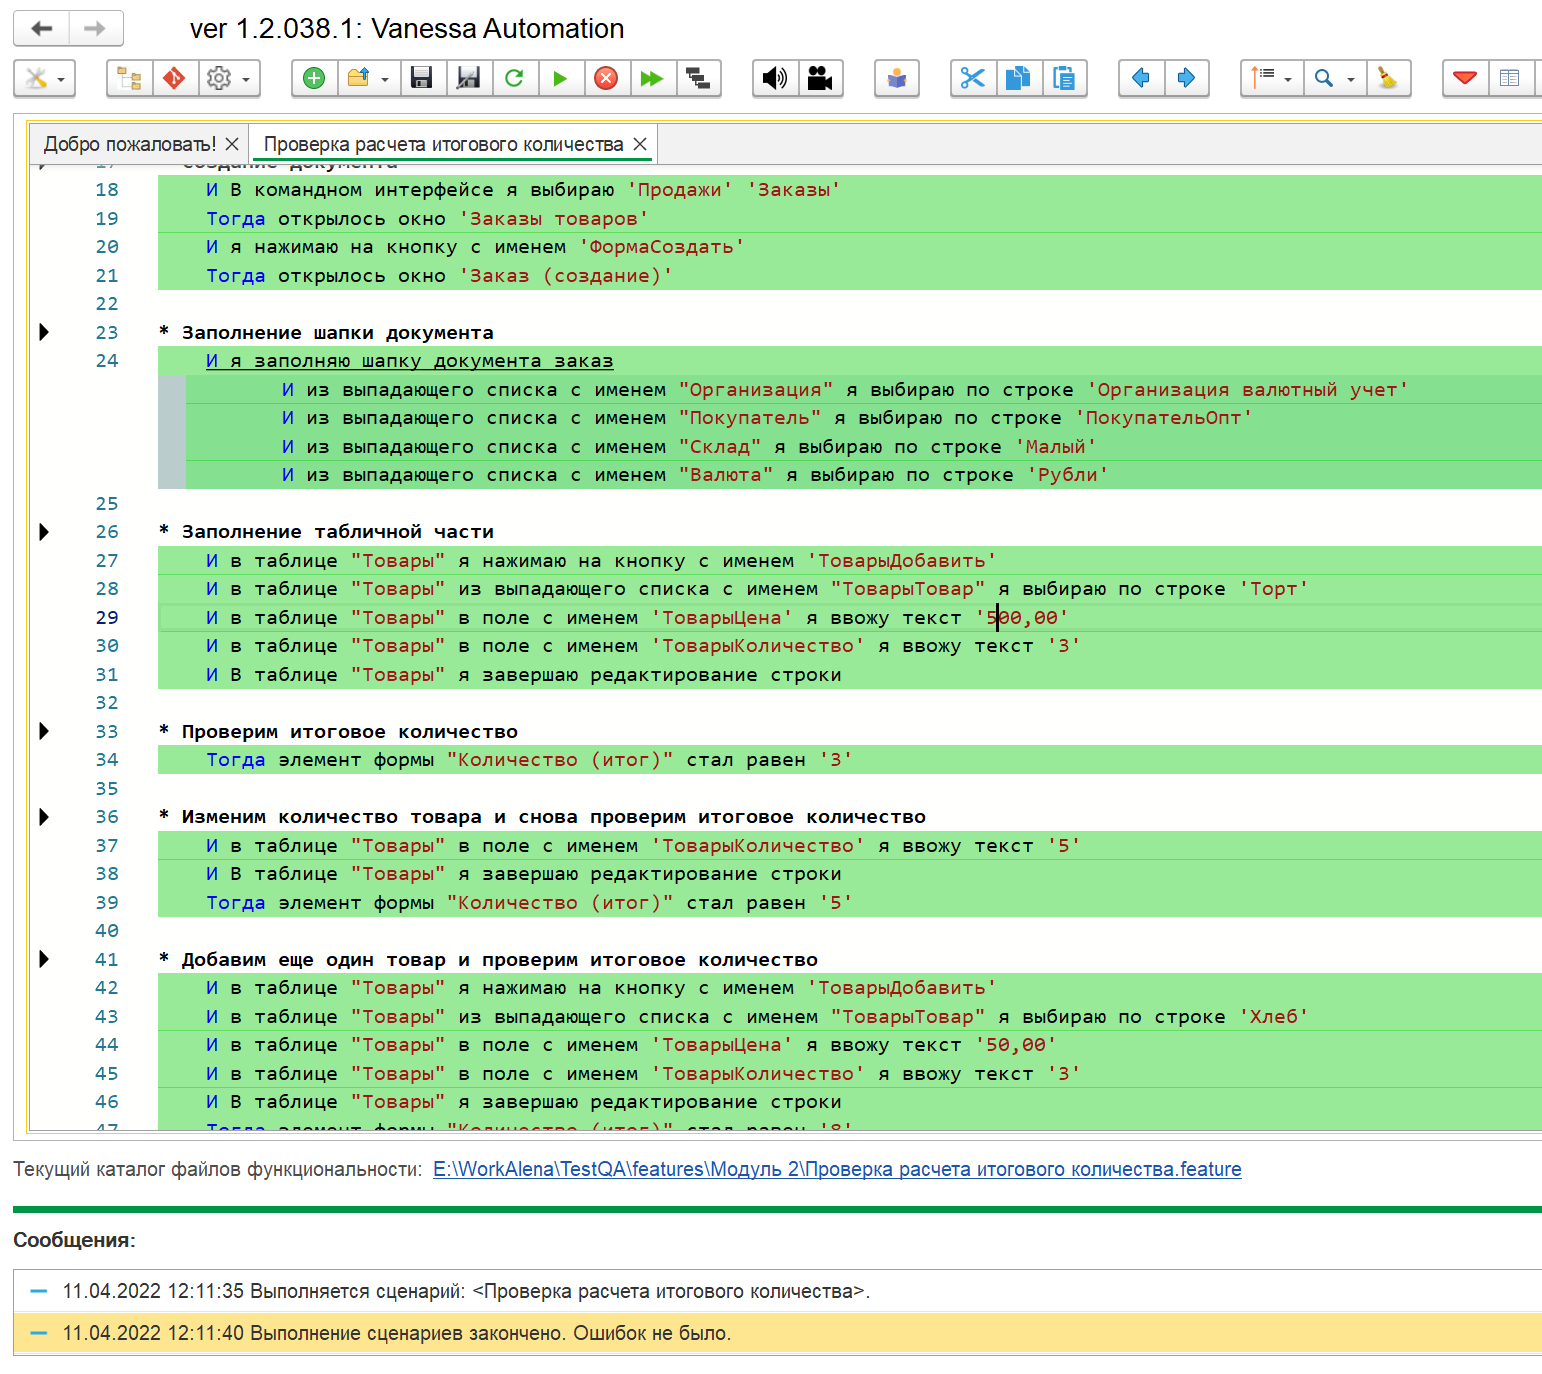 ver 1.2.038.1: Vanessa Automation
Добро пожаловать! Проверка расчета итогового количества
18 И В командном интерфейсе я выбираю 'Продажи' 'Заказы'
19 Тогда открылось окно 'Заказы товаров'
20 И я нажимаю на кнопку с именем 'ФормаСоздать'
21 Тогда открылось окно 'Заказ (создание)'
22
23 * Заполнение шапки документа
24 И я заполняю шапку документа заказ
И из выпадающего списка с именем "Организация" я выбираю по строке 'Организация валютный учет'
И из выпадающего списка с именем "Покупатель" я выбираю по строке 'ПокупательОпт'
И из выпадающего списка с именем "Склад" я выбираю по строке 'Малый'
И из выпадающего списка с именем "Валюта" я выбираю по строке 'Рубли'
25
26 * Заполнение табличной части
27 И в таблице "Товары" я нажимаю на кнопку с именем 'ТоварыДобавить'
28 И в таблице "Товары" из выпадающего списка с именем "ТоварыТовар" я выбираю по строке 'Торт'
29 И в таблице "Товары" в поле с именем 'ТоварыЦена' я ввожу текст '500,00'
30 И в таблице "Товары" в поле с именем 'ТоварыКоличество' я ввожу текст '3'
31 И В таблице "Товары" я завершаю редактирование строки
32
33 * Проверим итоговое количество
34 Тогда элемент формы "Количество (итог)" стал равен '3'
35
36 * Изменим количество товара и снова проверим итоговое количество
37 И в таблице "Товары" в поле с именем 'ТоварыКоличество' я ввожу текст '5'
38 И В таблице "Товары" я завершаю редактирование строки
39 Тогда элемент формы "Количество (итог)" стал равен '5'
40
41 * Добавим еще один товар и проверим итоговое количество
42 И в таблице "Товары" я нажимаю на кнопку с именем 'ТоварыДобавить'
43 И в таблице "Товары" из выпадающего списка с именем "ТоварыТовар" я выбираю по строке 'Хлеб'
44 И в таблице "Товары" в поле с именем 'ТоварыЦена' я ввожу текст '50,00'
45 И в таблице "Товары" в поле с именем 'ТоварыКоличество' я ввожу текст '3'
46 И В таблице "Товары" я завершаю редактирование строки
47 Тогда элемент формы "Количество (итог)" стал равен '8'
Текущий каталог файлов функциональности: E:\WorkAlena\TestQA\features\Модуль 2\Проверка расчета итогового количества.feature
Сообщения:
11.04.2022 12:11:35 Выполняется сценарий: <Проверка расчета итогового количества>.
11.04.2022 12:11:40 Выполнение сценариев закончено. Ошибок не было.